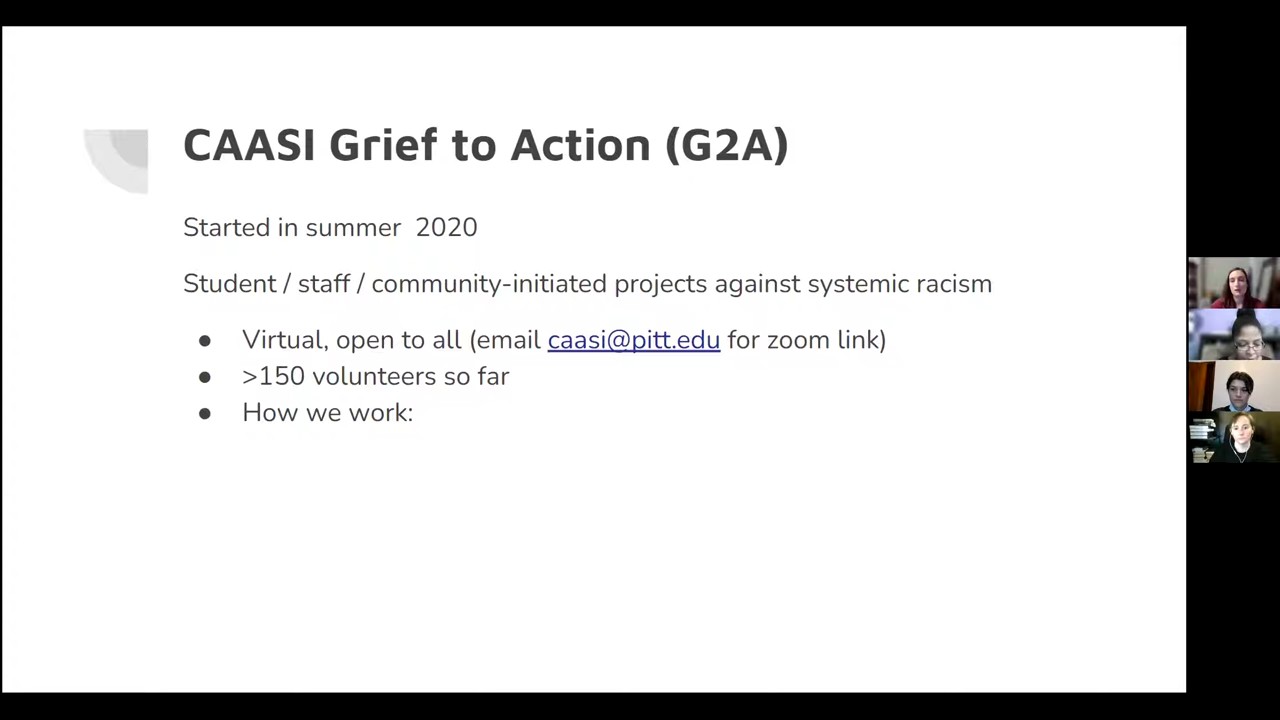 CAASI Grief to Action (G2A)
Started in summer 2020
Student / staff / community-initiated projects against systemic racism
● Virtual, open to all (email caasi@pitt.edu for zoom link)
● >150 volunteers so far
● How we work: